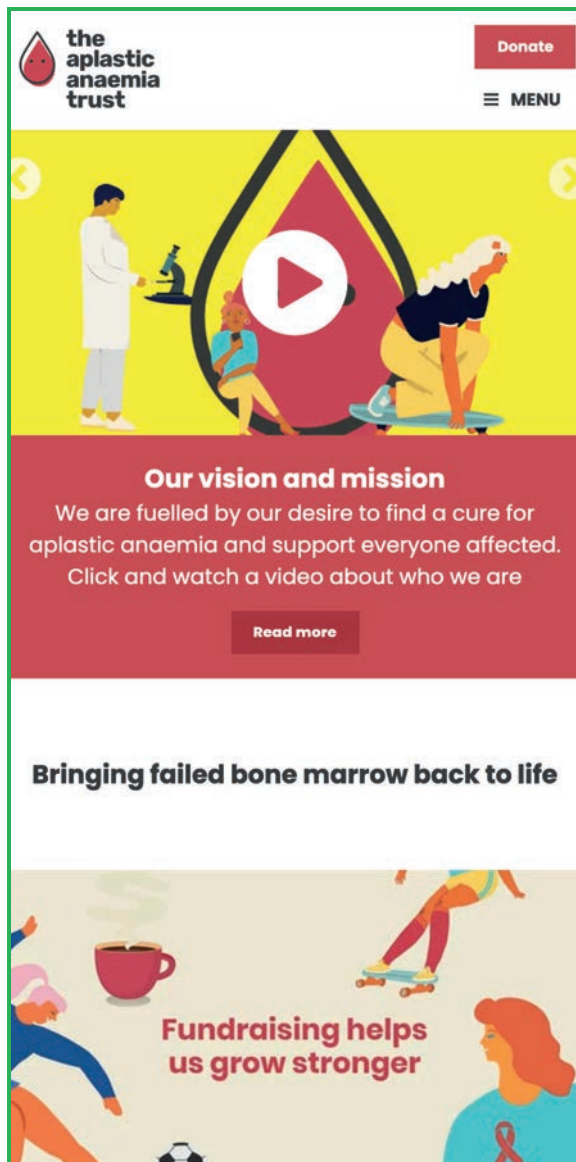 the
aplastic
anaemia
trust
Donate
MENU
Our vision and mission
We are fuelled by our desire to find a cure for
aplastic anaemia and support everyone affected.
Click and watch a video about who we are
Read more
Bringing failed bone marrow back to life
Fundraising helps
us grow stronger